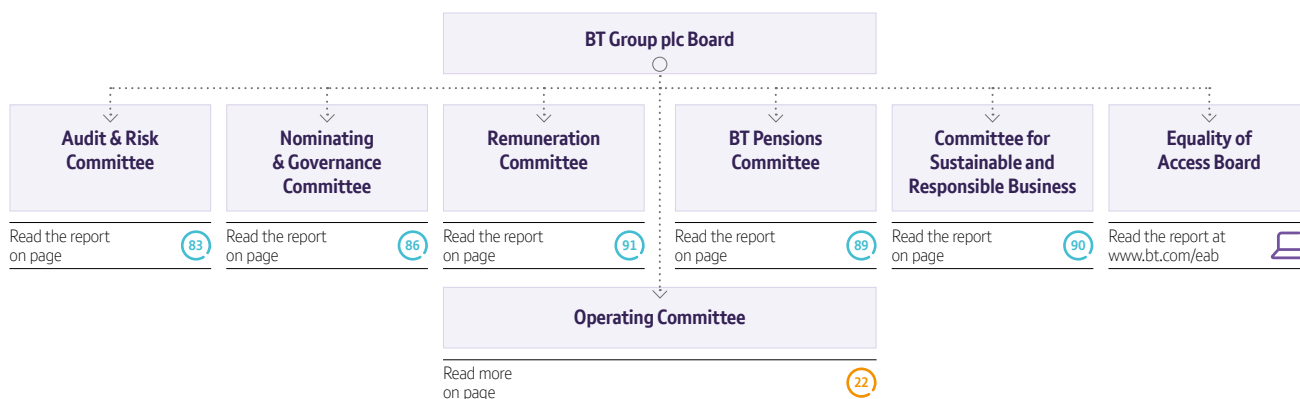 BT Group plc Board
Audit & Risk
Committee
Read the report
on page
83
Nominating
& Governance
Committee
Read the report
on page
86
Remuneration
Committee
Read the report
on page
91
BT Pensions
Committee
Read the report
on page
89
Committee for
Sustainable and
Responsible Business
Read the report
on page
90
Equality of
Access Board
Read the report at
www.bt.com/eab
Operating Committee
Read more
on page
22